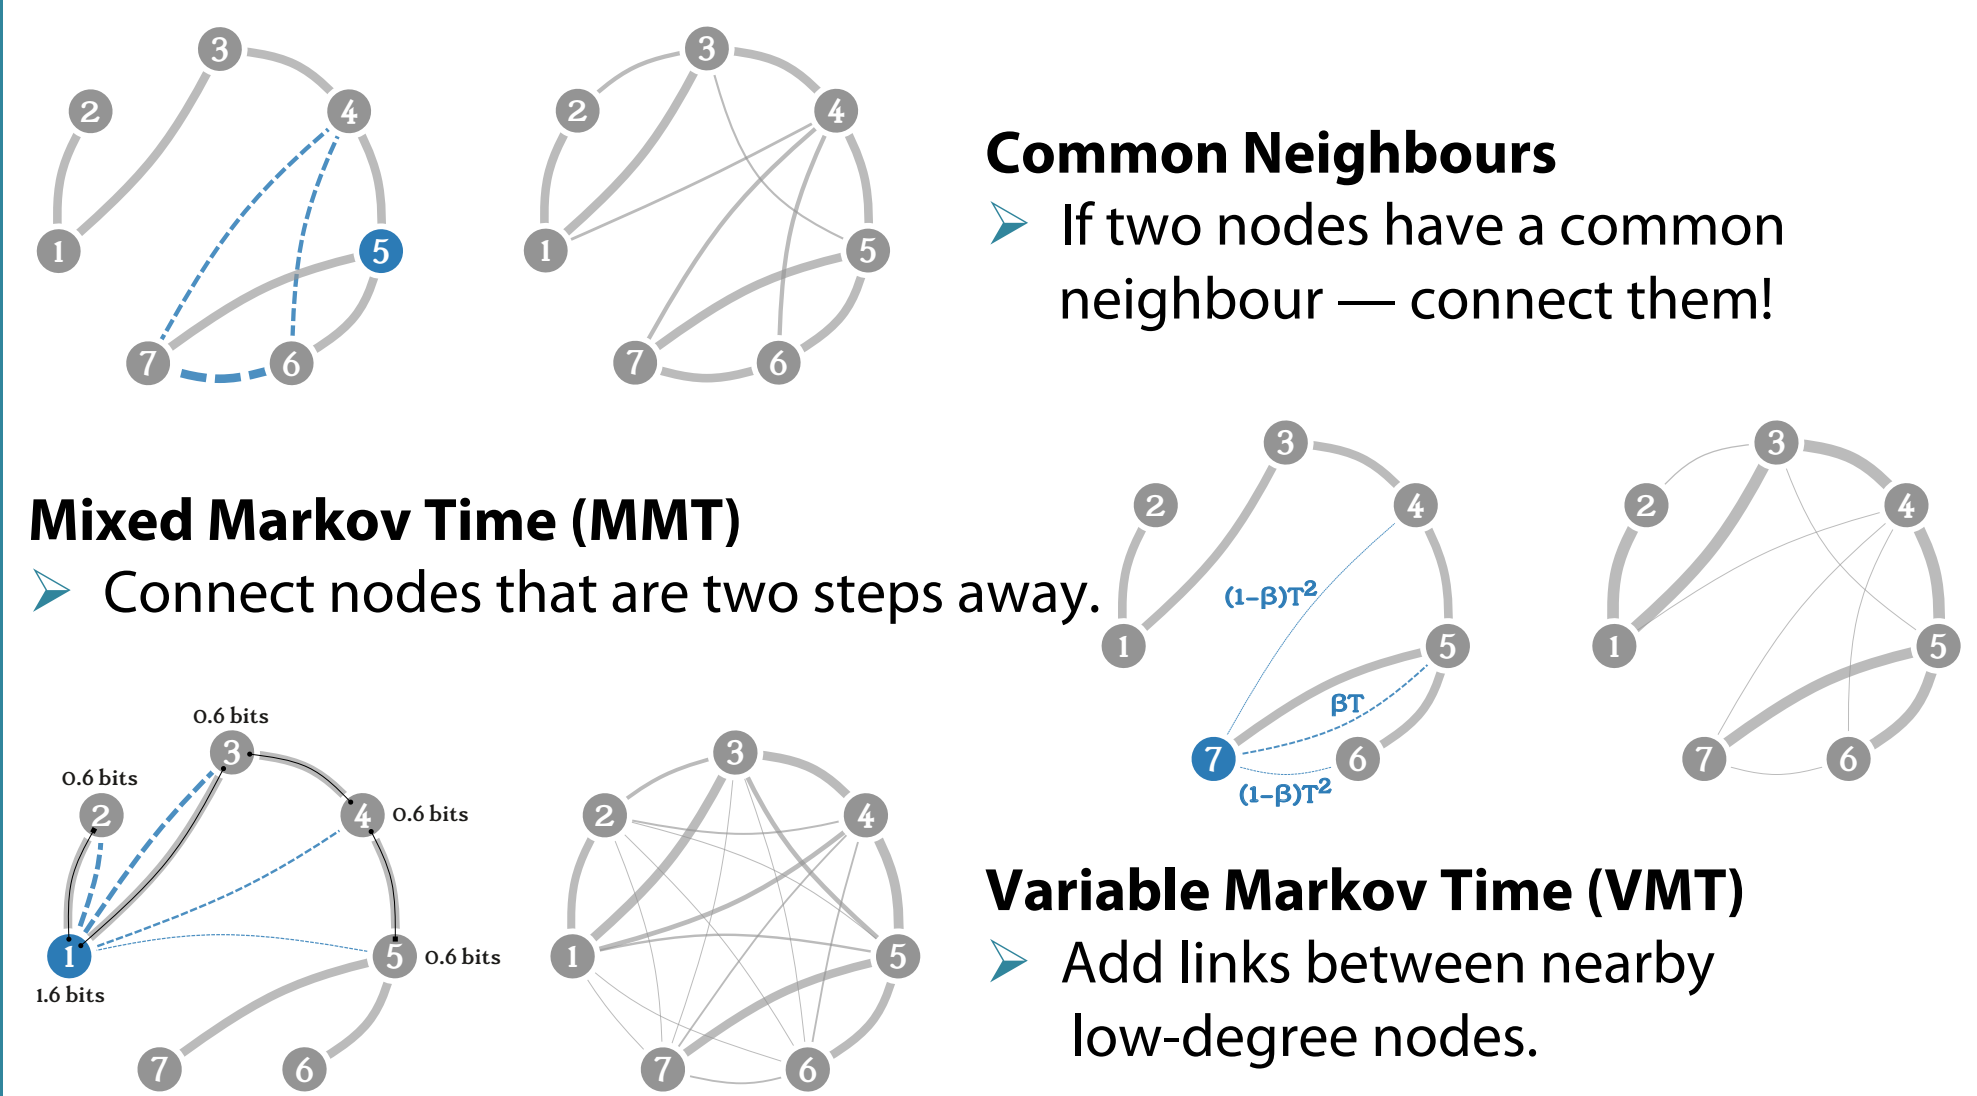 3
2
4
1
5
7
6
3
2
4
1
5
7
6
Common Neighbours
If two nodes have a common
neighbour — connect them!
Mixed Markov Time (MMT)
Connect nodes that are two steps away.
3
2
4
(1-β)T²
1
5
βT
7
6
(1-β)T²
3
2
4
1
5
7
6
0.6 bits
3
0.6 bits
2
4 0.6 bits
1
5 0.6 bits
1.6 bits
7
6
3
2
4
1
5
7
6
Variable Markov Time (VMT)
Add links between nearby
low-degree nodes.